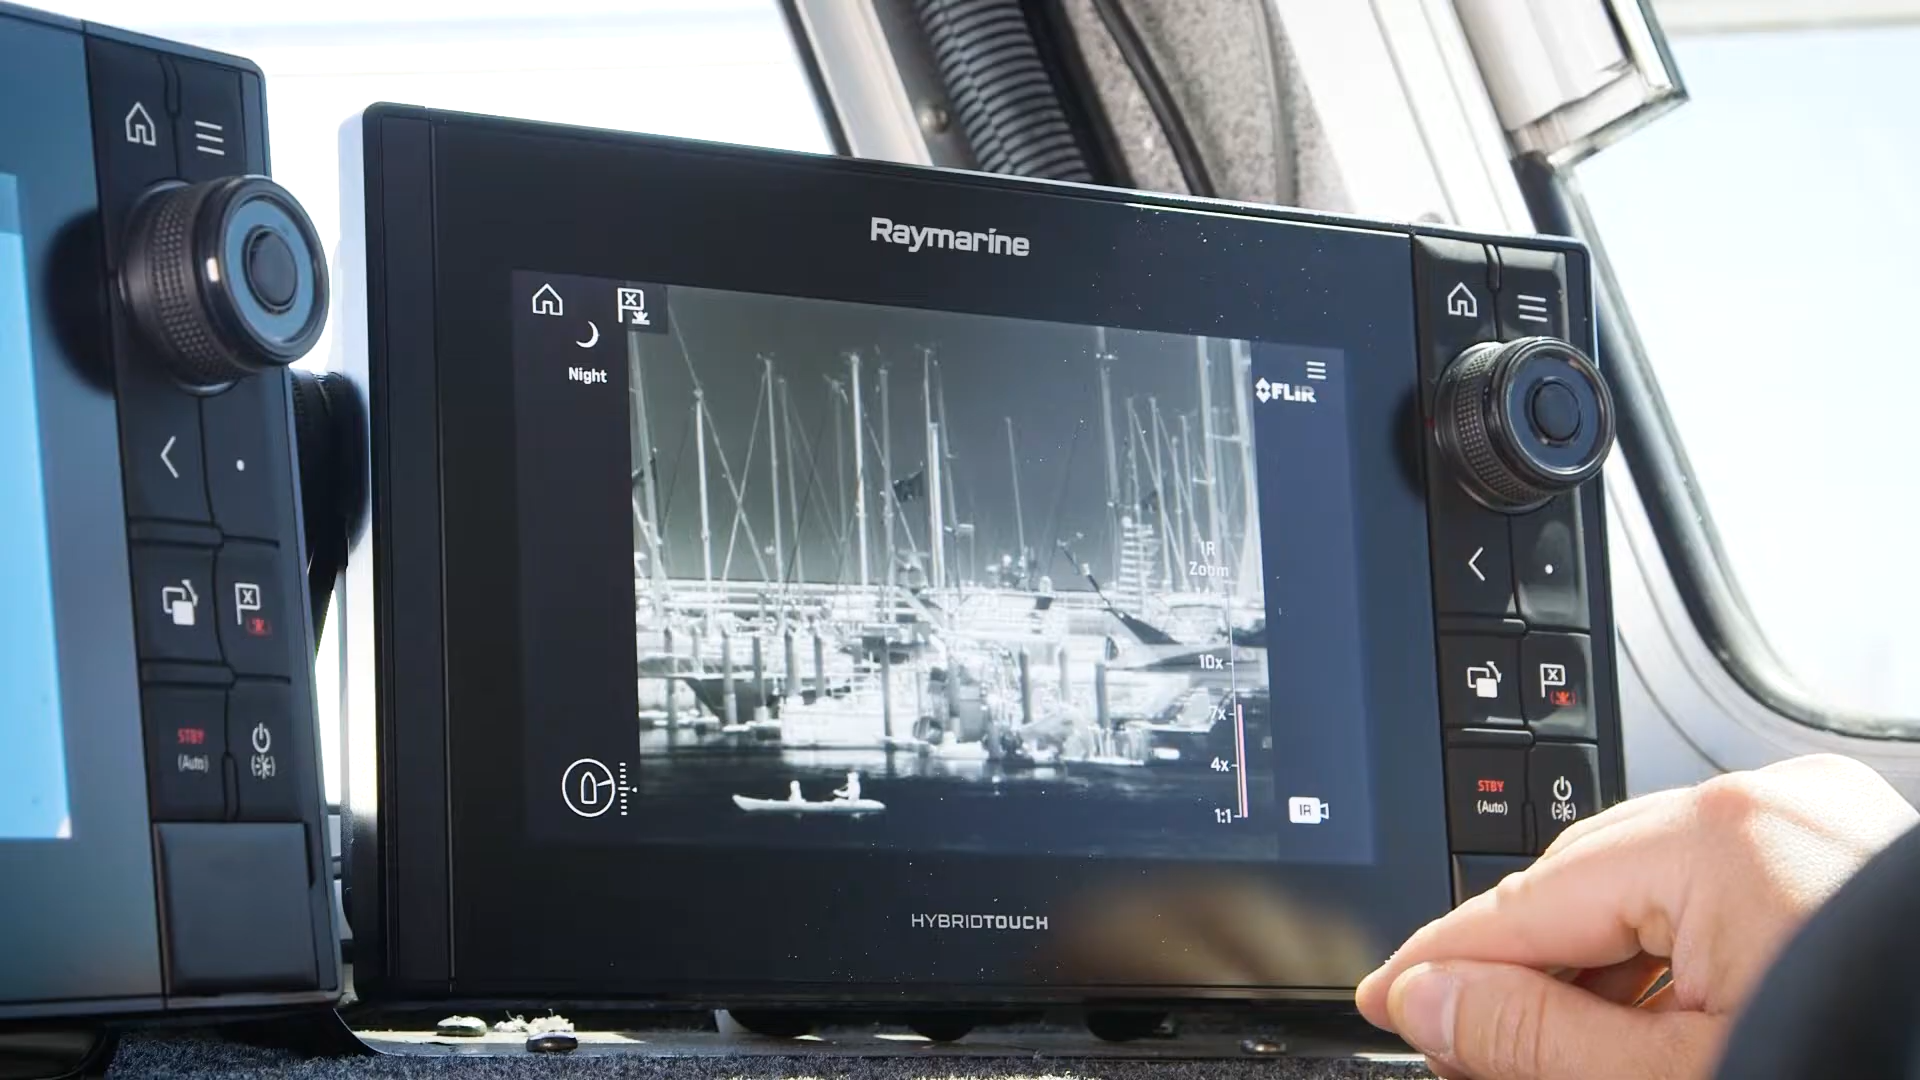 Raymarine
Night
FLIR
IR
Zoom
10x
7x
4x
1:1
IR
HYBRIDTOUCH
STBY
(Auto)
STBY
(Auto)